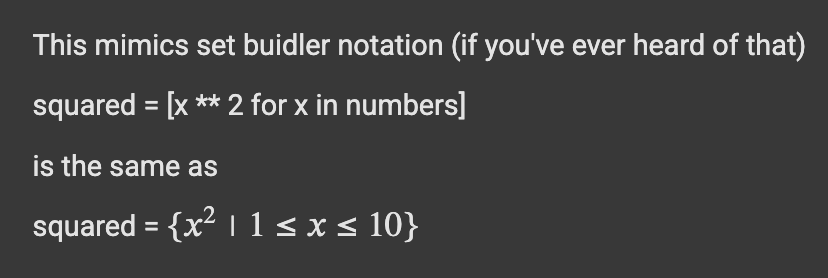 This mimics set buidler notation (if you've ever heard of that)
squared = [x ** 2 for x in numbers]
is the same as
squared = {x² | 1 ≤ x ≤ 10}